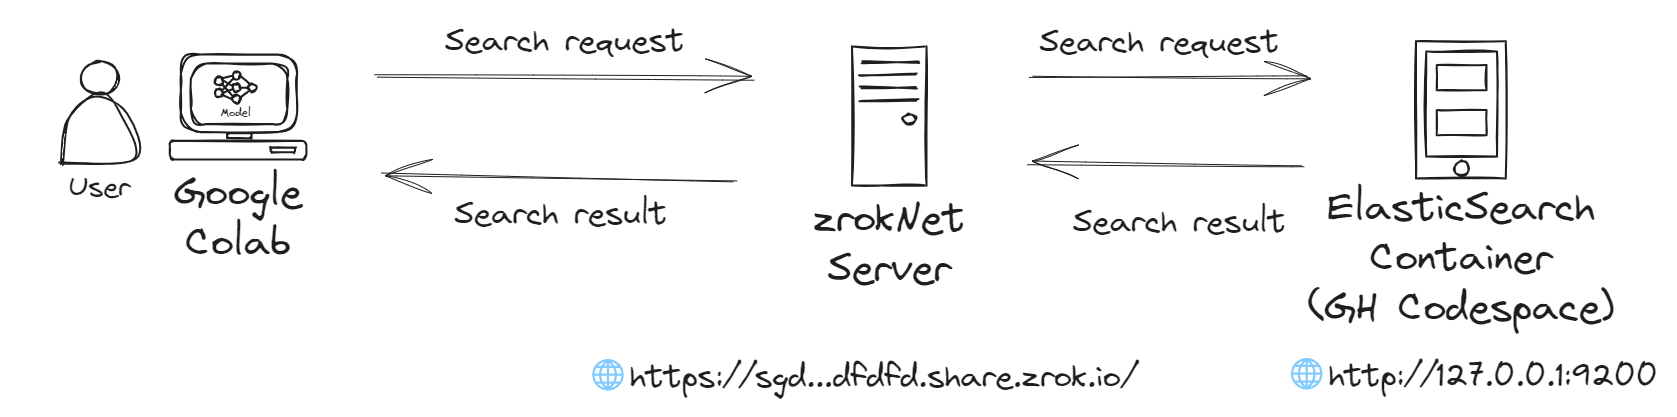 Search request
Search request
Model
User
Google
Colab
Search result
zrokNet
Server
Search result
ElasticSearch
Container
(GH Codespace)
https://sgd...dfdfd.share.zrok.io/
http://127.0.0.1:9200